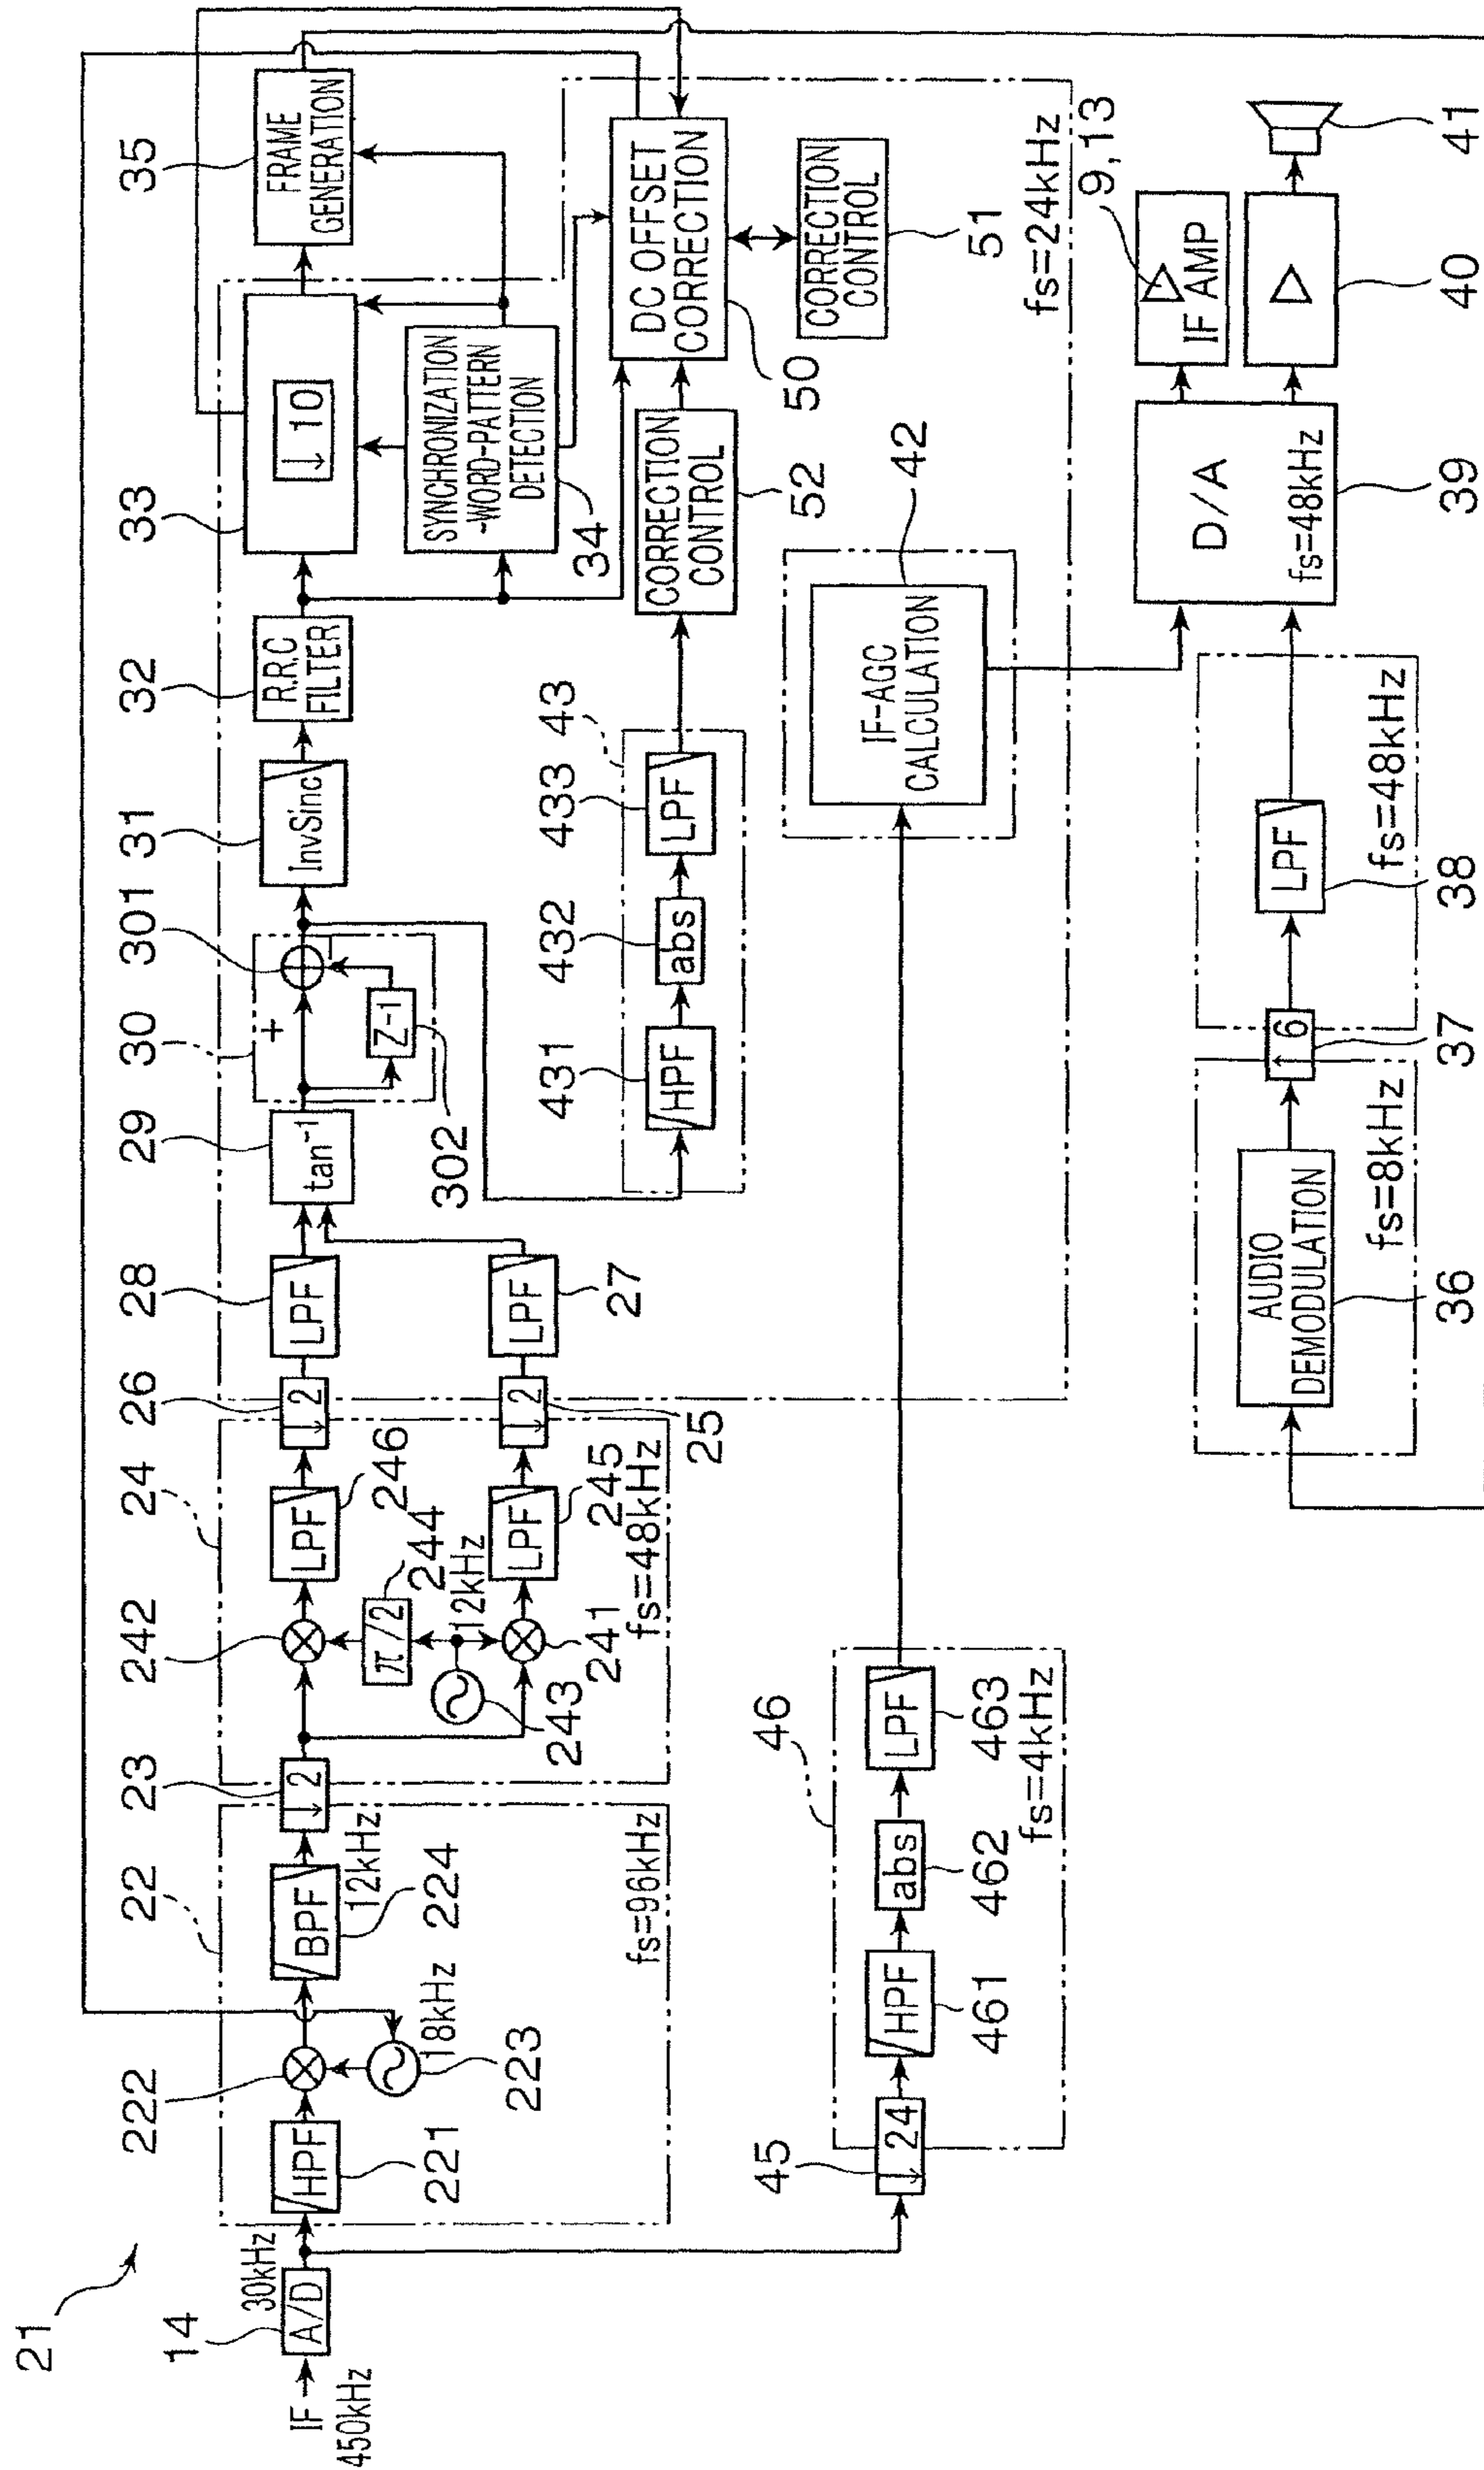 21
IF
450kHz
14
A/D
30kHz
22
HPF
221
222
18kHz
223
BPF
12kHz
224
fs=96kHz
23
↓2
24
242
π/2
244
12kHz
243
241
LPF
246
LPF
245
fs=48kHz
26
↓2
↓2
25
28
LPF
LPF
27
29
tan⁻¹
30
+
301
−
Z-1
302
31
InvSinc
32
R.R.C
FILTER
33
↓10
SYNCHRONIZATION
-WORD-PATTERN
DETECTION
34
35
FRAME
GENERATION
43
431
HPF
432
abs
433
LPF
CORRECTION
CONTROL
52
DC OFFSET
CORRECTION
50
CORRECTION
CONTROL
51
fs=24kHz
45
↓24
46
HPF
461
abs
462
LPF
463
fs=4kHz
42
IF-AGC
CALCULATION
AUDIO
DEMODULATION
36
fs=8kHz
↑6
37
LPF
38
fs=48kHz
D/A
fs=48kHz
39
9,13
IF AMP
40
41